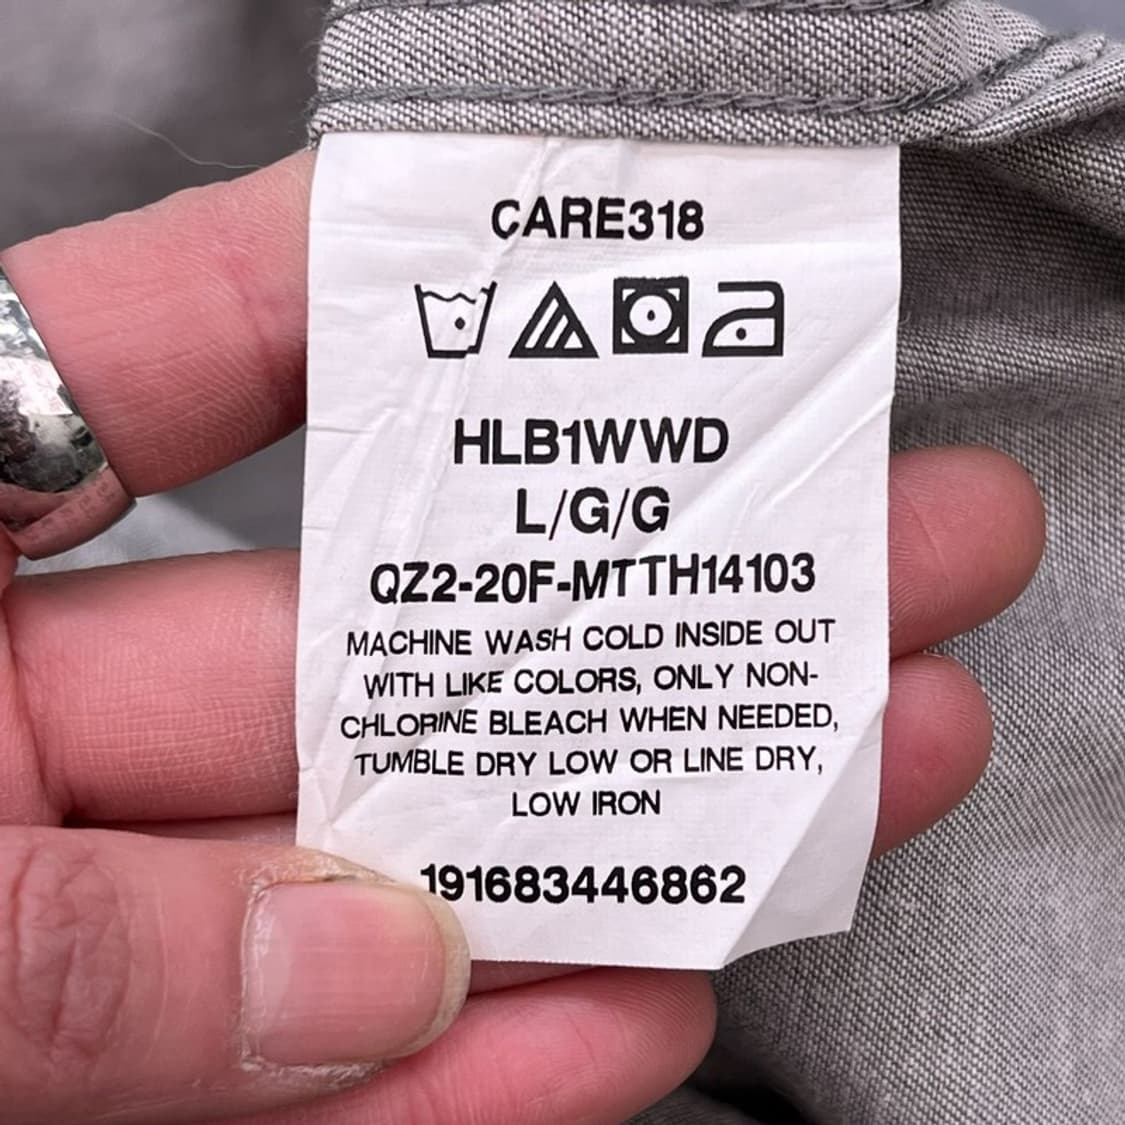 CARE318
HLB1WWD
L/G/G
QZ2-20F-MTTH14103
MACHINE WASH COLD INSIDE OUT
WITH LIKE COLORS, ONLY NON-
CHLORINE BLEACH WHEN NEEDED,
TUMBLE DRY LOW OR LINE DRY,
LOW IRON
191683446862